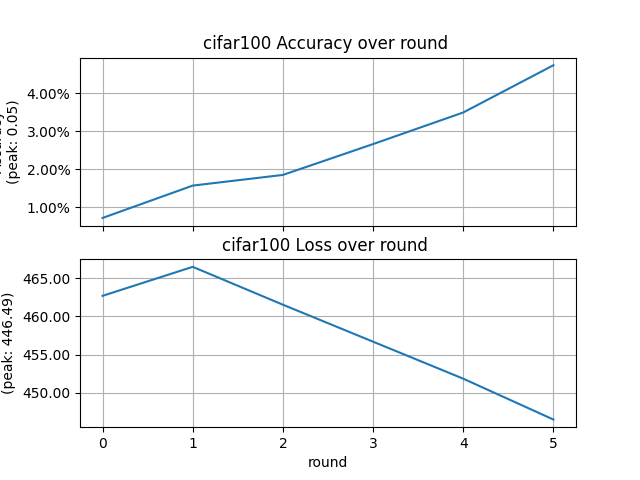 cifar100 Accuracy over round
4.00%
3.00%
2.00%
1.00%
(peak: 0.05)
cifar100 Loss over round
465.00
460.00
455.00
450.00
(peak: 446.49)
0 1 2 3 4 5
round